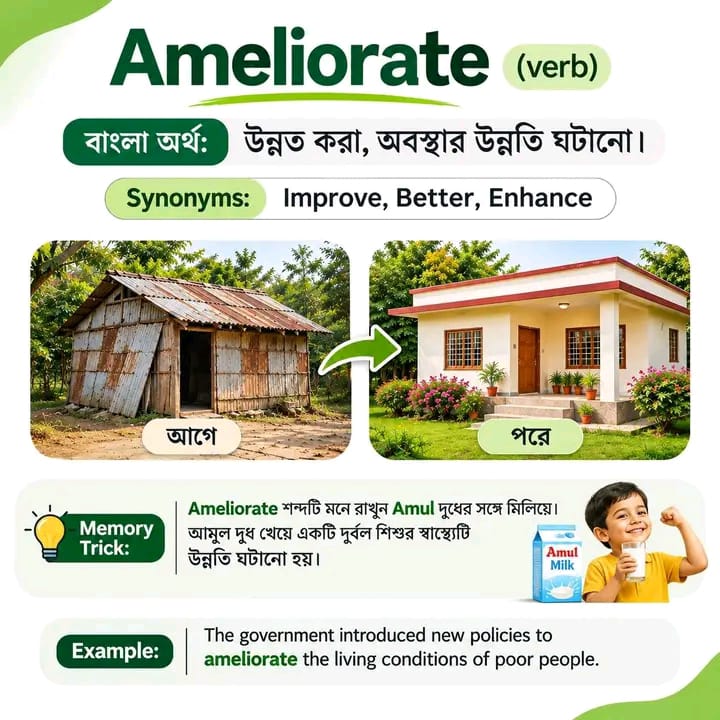 Ameliorate (verb)
বাংলা অর্থ: উন্নত করা, অবস্থার উন্নতি ঘটানো।
Synonyms: Improve, Better, Enhance
আগে
পরে
Memory
Trick:
Ameliorate শব্দটি মনে রাখুন Amul দুধের সঙ্গে মিলিয়ে।
আমুল দুধ খেয়ে একটি দুর্বল শিশুর স্বাস্থ্যেটি
উন্নতি ঘটানো হয়।
Amul
Milk
Example:
The government introduced new policies to
ameliorate the living conditions of poor people.